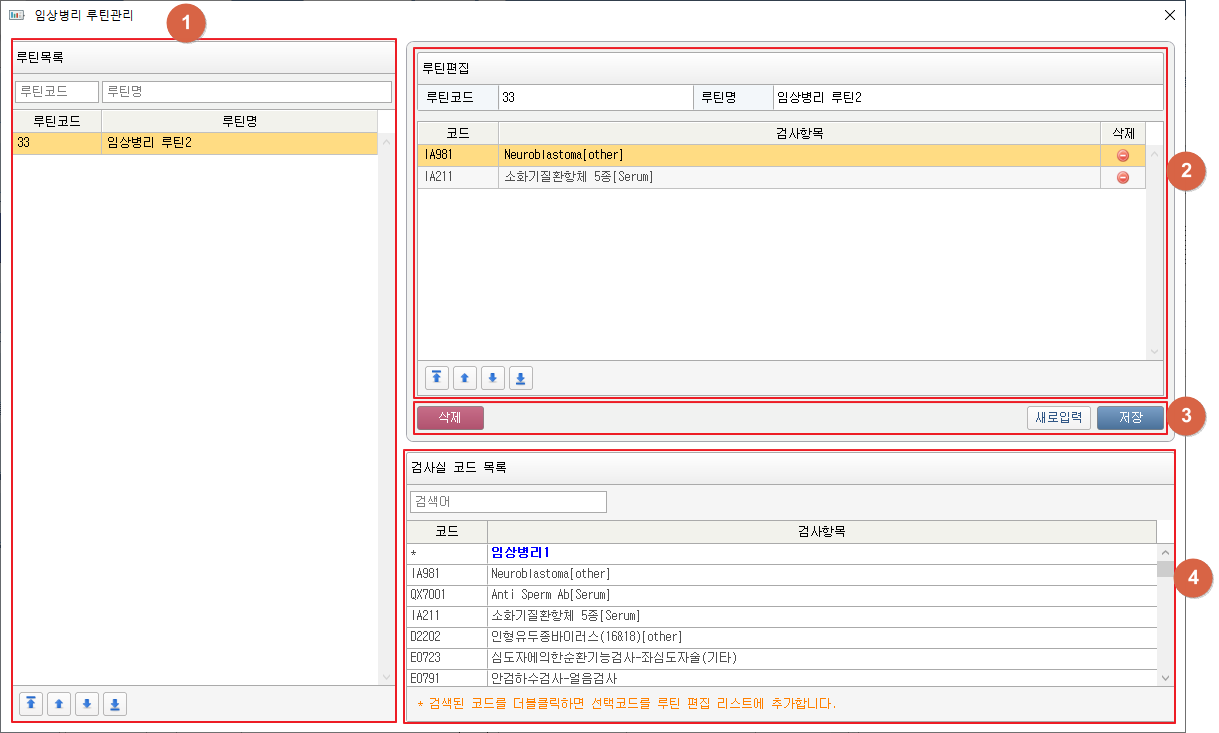 임상병리 루틴관리
1
루틴목록
루틴코드 루틴명
루틴코드 루틴명
33 임상병리 루틴2
루틴편집
루틴코드 33 루틴명 임상병리 루틴2
코드 검사항목 삭제
IA981 Neuroblastoma[other]
IA211 소화기질환항체 5종[Serum]
2
삭제 새로입력 저장
3
검사실 코드 목록
검색어
코드 검사항목
* 임상병리1
IA981 Neuroblastoma[other]
QX7001 Anti Sperm Ab[Serum]
IA211 소화기질환항체 5종[Serum]
D2202 인형유두종바이러스(16&18)[other]
E0723 심도자에의한순환기능검사-좌심도자술(기타)
E0791 안검하수검사-얼음검사
* 검색된 코드를 더블클릭하면 선택코드를 루틴 편집 리스트에 추가합니다.
4